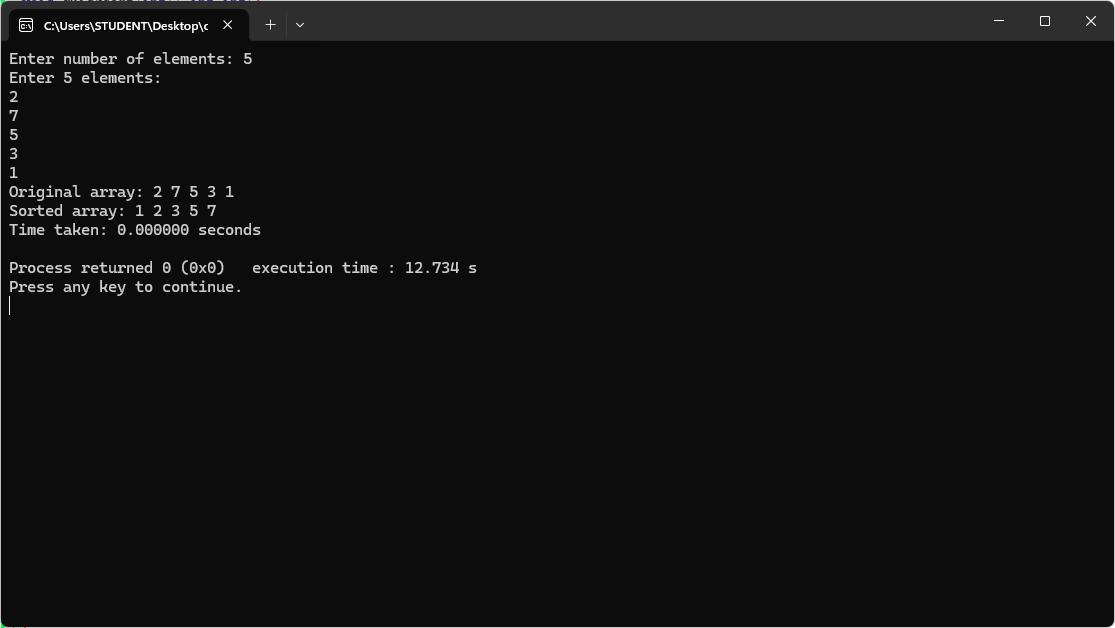 C:\Users\STUDENT\Desktop\c
Enter number of elements: 5
Enter 5 elements:
2
7
5
3
1
Original array: 2 7 5 3 1
Sorted array: 1 2 3 5 7
Time taken: 0.000000 seconds
Process returned 0 (0x0)   execution time : 12.734 s
Press any key to continue.